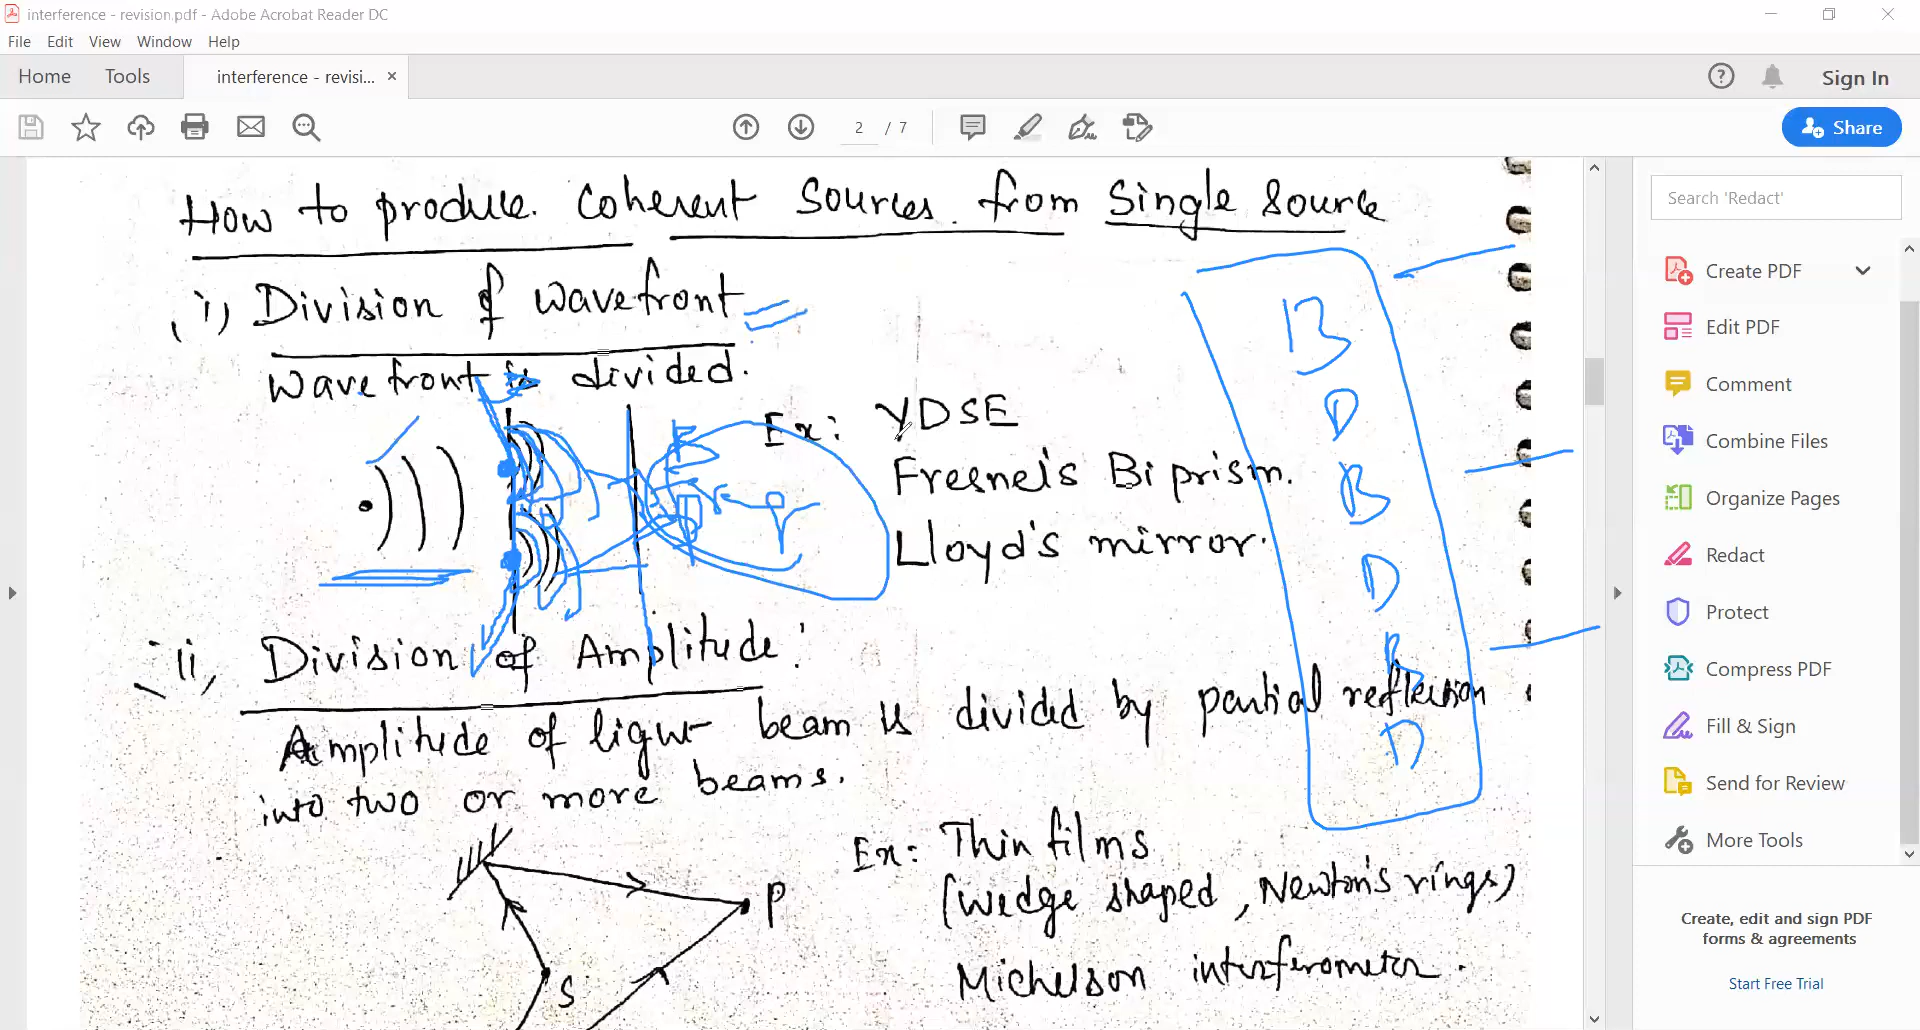 interference - revision.pdf - Adobe Acrobat Reader DC
File Edit View Window Help
Home Tools interference - revisi... × Sign In
2 / 7 Share
How to produce. Coherent Sources. from Single Source
i) Division of wavefront
Wavefront is divided.
Ex: YDSE
Fresnel's Biprism.
Lloyd's mirror.
B
D
B
D
B
D
ii, Division of Amplitude:
Amplitude of light beam is divided by partial reflection
into two or more beams.
P
S
Ex: Thin films
(wedge shaped, Newton's rings)
Michelson interferometer.
Search 'Redact'
Create PDF
Edit PDF
Comment
Combine Files
Organize Pages
Redact
Protect
Compress PDF
Fill & Sign
Send for Review
More Tools
Create, edit and sign PDF
forms & agreements
Start Free Trial